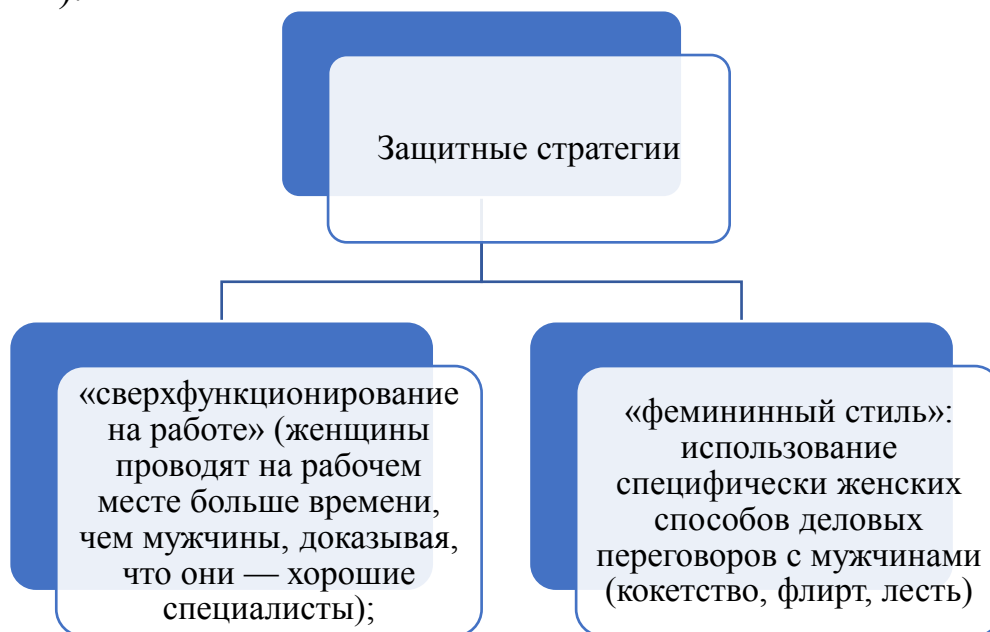 ).
Защитные стратегии
«сверхфункционирование
на работе» (женщины
проводят на рабочем
месте больше времени,
чем мужчины, доказывая,
что они — хорошие
специалисты);
«фемининный стиль»:
использование
специфически женских
способов деловых
переговоров с мужчинами
(кокетство, флирт, лесть)